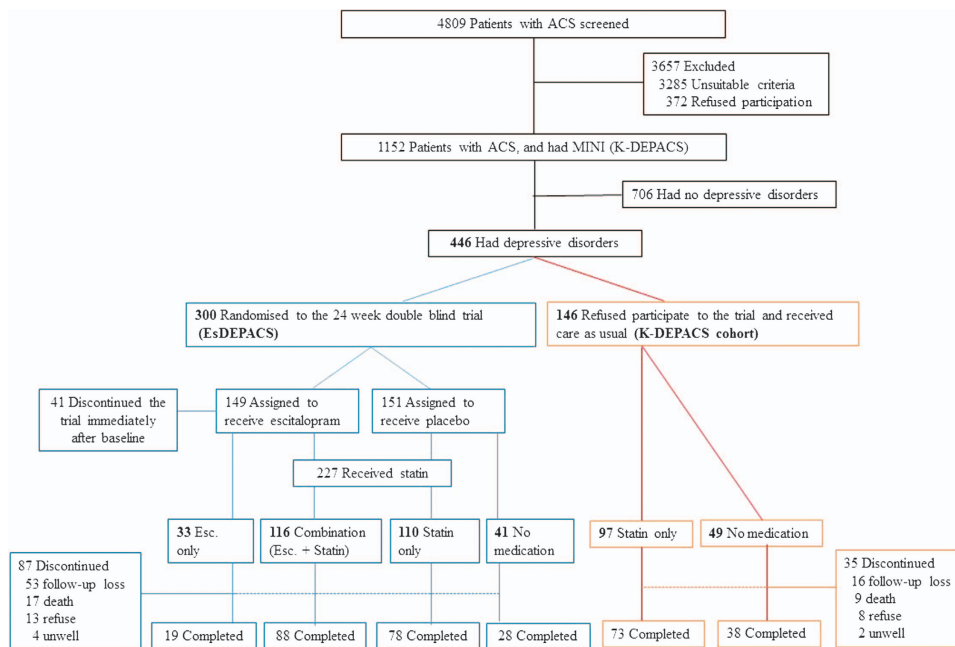 4809 Patients with ACS screened
3657 Excluded
3285 Unsuitable criteria
372 Refused participation
1152 Patients with ACS, and had MINI (K-DEPACS)
706 Had no depressive disorders
446 Had depressive disorders
300 Randomised to the 24 week double blind trial
(EsDEPACS)
146 Refused participate to the trial and received
care as usual (K-DEPACS cohort)
41 Discontinued the
trial immediately
after baseline
149 Assigned to
receive escitalopram
151 Assigned to
receive placebo
227 Received statin
33 Esc.
only
116 Combination
(Esc. + Statin)
110 Statin
only
41 No
medication
97 Statin only
49 No medication
87 Discontinued
53 follow-up loss
17 death
13 refuse
4 unwell
35 Discontinued
16 follow-up loss
9 death
8 refuse
2 unwell
19 Completed
88 Completed
78 Completed
28 Completed
73 Completed
38 Completed